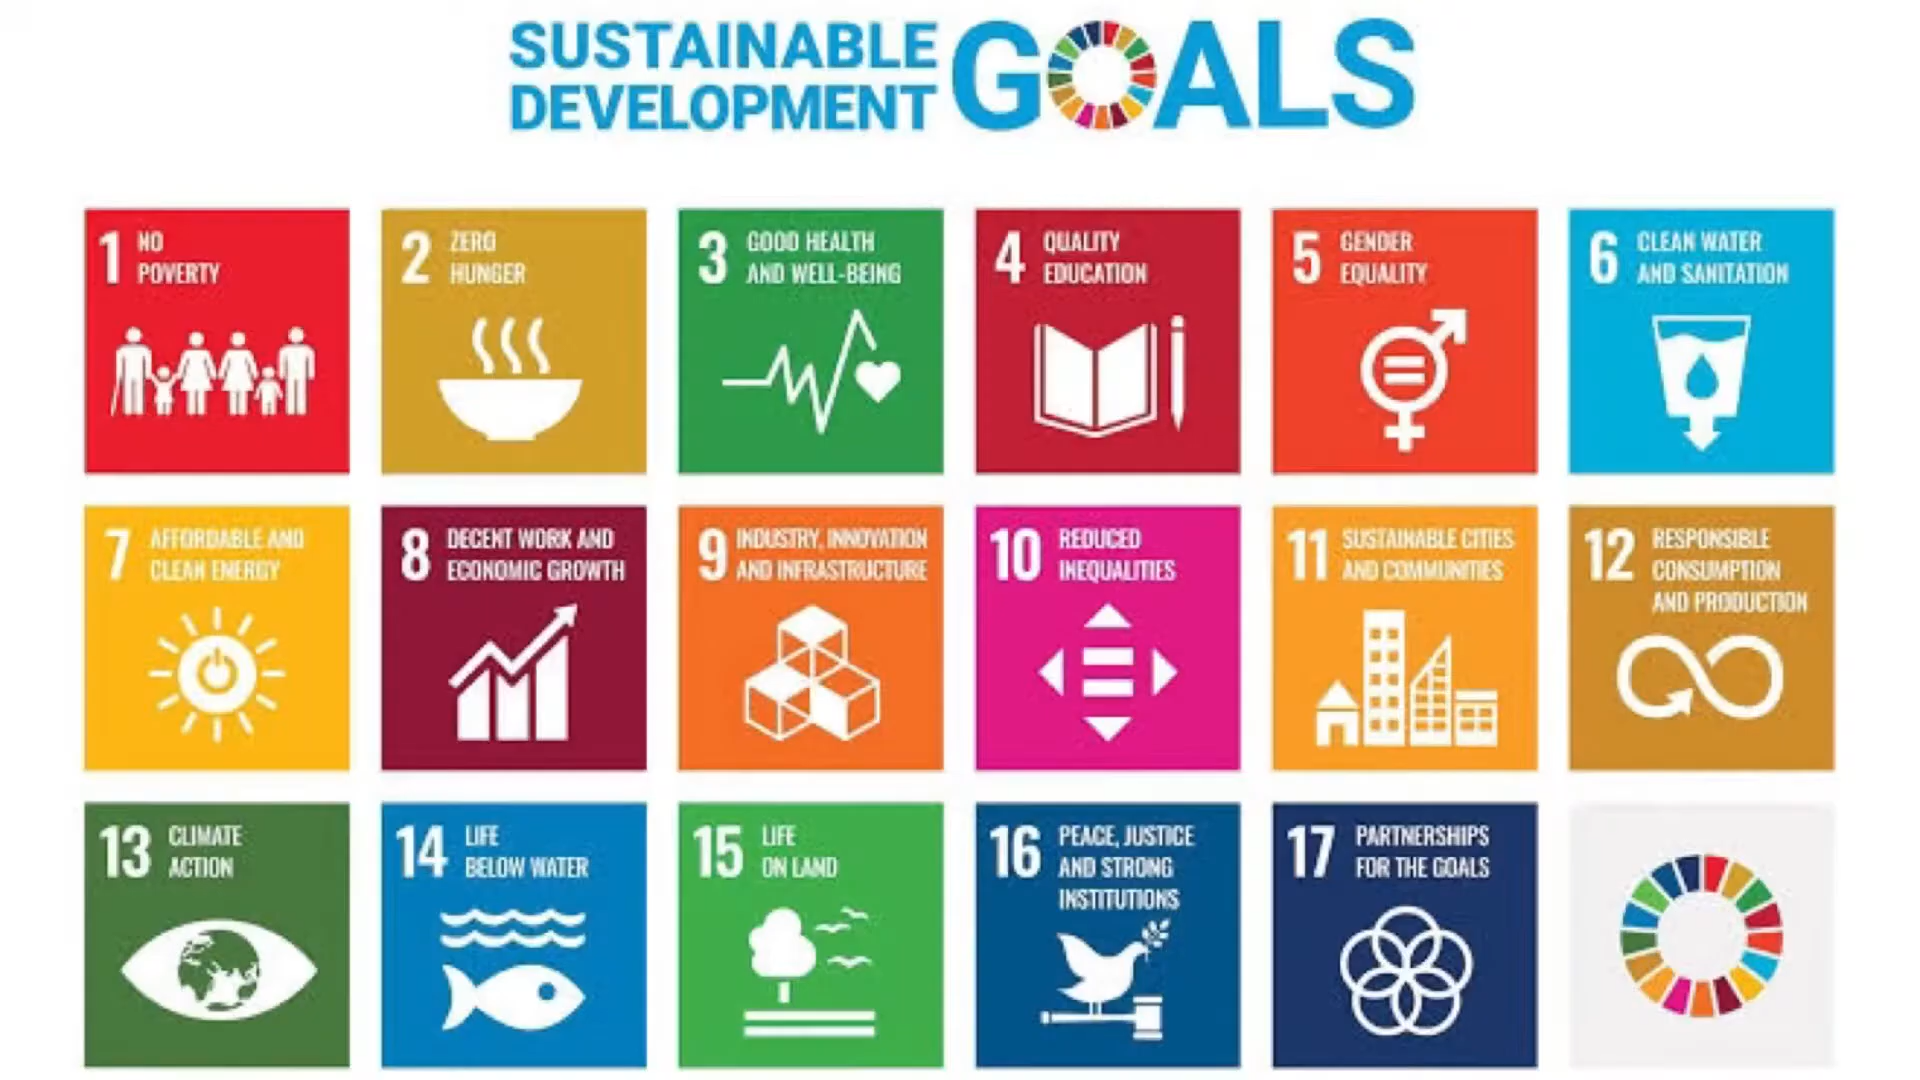 SUSTAINABLE
DEVELOPMENT
GOALS
1 NO
POVERTY
2 ZERO
HUNGER
3 GOOD HEALTH
AND WELL-BEING
4 QUALITY
EDUCATION
5 GENDER
EQUALITY
6 CLEAN WATER
AND SANITATION
7 AFFORDABLE AND
CLEAN ENERGY
8 DECENT WORK AND
ECONOMIC GROWTH
9 INDUSTRY, INNOVATION
AND INFRASTRUCTURE
10 REDUCED
INEQUALITIES
11 SUSTAINABLE CITIES
AND COMMUNITIES
12 RESPONSIBLE
CONSUMPTION
AND PRODUCTION
13 CLIMATE
ACTION
14 LIFE
BELOW WATER
15 LIFE
ON LAND
16 PEACE, JUSTICE
AND STRONG
INSTITUTIONS
17 PARTNERSHIPS
FOR THE GOALS